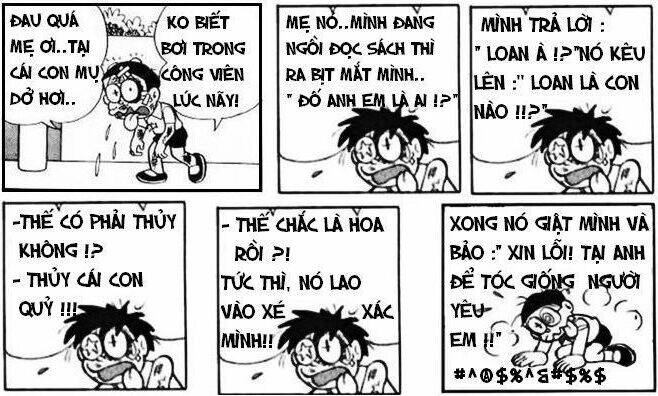 ĐAU QUÁ
MẸ ƠI..TẠI
CÁI CON MỤ
DỞ HƠI..
KO BIẾT
BƠI TRONG
CÔNG VIÊN
LÚC NÃY!
MẸ NÓ..MÌNH ĐANG
NGỒI ĐỌC SÁCH THÌ
RA BỊT MẮT MÌNH..
" ĐỐ ANH EM LÀ AI !?"
MÌNH TRẢ LỜI :
" LOAN À !?"NÓ KÊU
LÊN :" LOAN LÀ CON
NÀO !!?"
-THẾ CÓ PHẢI THỦY
KHÔNG !?
- THỦY CÁI CON
QUỶ !!!
- THẾ CHẮC LÀ HOA
RỒI ?!
TỨC THÌ, NÓ LAO
VÀO XÉ XÁC
MÌNH!!
XONG NÓ GIẬT MÌNH VÀ
BẢO :" XIN LỖI! TẠI ANH
ĐỂ TÓC GIỐNG NGƯỜI
YÊU
EM !!"